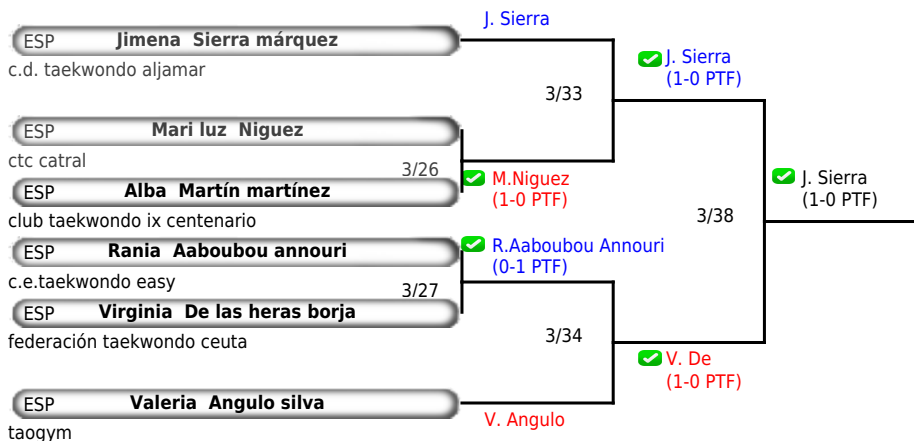 J. Sierra
ESP Jimena Sierra márquez
c.d. taekwondo aljamar
J. Sierra
(1-0 PTF)
3/33
ESP Mari luz Niguez
ctc catral
3/26
M.Niguez
(1-0 PTF)
ESP Alba Martín martínez
club taekwondo ix centenario
J. Sierra
(1-0 PTF)
3/38
ESP Rania Aaboubou annouri
c.e.taekwondo easy
R.Aaboubou Annouri
(0-1 PTF)
3/27
ESP Virginia De las heras borja
federación taekwondo ceuta
3/34
V. De
(1-0 PTF)
ESP Valeria Angulo silva
taogym
V. Angulo